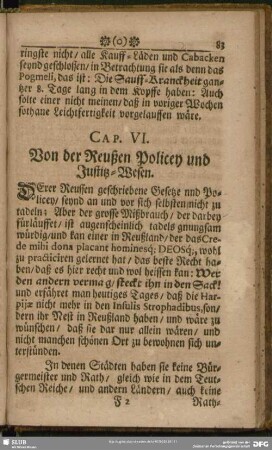 (o) 83
ringste nicht/ alle Kauff-Läden und Cabacken
seynd geschlossen/ in Betrachtung sie als denn das
Pogmeli, das ist: Die Sauff-Kranckheit gan-
tzer 8. Tage lang in dem Kopffe haben: Auch
solte einer nicht meinen/ daß in voriger Wochen
sothane Leichtfertigkeit vorgelauffen wäre.
CAP. VI.
Von der Reußen Policey und
Justitz-Wesen.
DErer Reussen geschriebene Gesetze und Po-
licey/ seynd an und vor sich selbsten nicht zu
tadeln; Aber der grosse Mißbrauch/ der darbey
fürläufft/ ist augenscheinlich tadels gnungsam
würdig/ und kan einer in Reußland/ der das Cre-
de mihi dona placant hominesq; DEOSq;, wohl
zu practiciren gelernet hat/ das beste Recht ha-
ben/ daß es hier recht und wol heissen kan: Wer
den andern vermag/ steckt ihn in den Sack!
und erfähret man heutiges Tages/ daß die Har-
pijæ nicht mehr in den Insulis Strophadibus, son-
dern ihr Nest in Reußland haben/ und wäre zu
wünschen/ daß sie dar nur allein wären/ und
nicht manchen schönen Ort zu bewohnen sich un-
terstünden.
In denen Städten haben sie keine Bür-
germeister und Rath/ gleich wie in dem Teut-
schen Reiche/ und andern Ländern/ auch keine
F 2 Rath-
SLUB